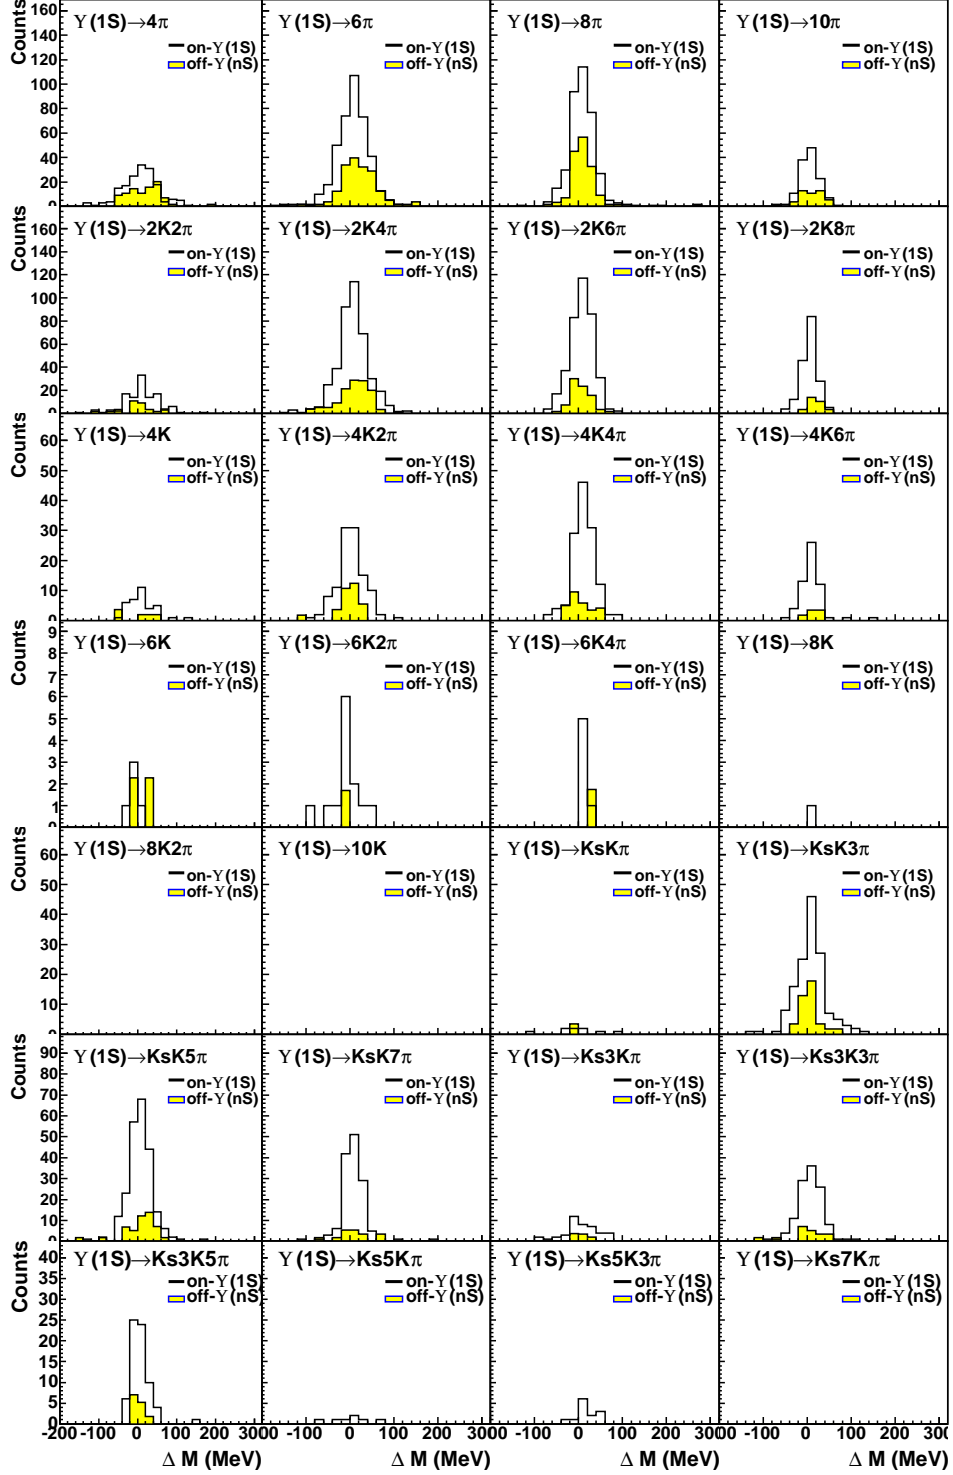 Counts
160
140
120
100
80
60
40
20
0
ϒ(1S)→4π
on-ϒ(1S)
off-ϒ(nS)
ϒ(1S)→6π
on-ϒ(1S)
off-ϒ(nS)
ϒ(1S)→8π
on-ϒ(1S)
off-ϒ(nS)
ϒ(1S)→10π
on-ϒ(1S)
off-ϒ(nS)
Counts
160
140
120
100
80
60
40
20
0
ϒ(1S)→2K2π
on-ϒ(1S)
off-ϒ(nS)
ϒ(1S)→2K4π
on-ϒ(1S)
off-ϒ(nS)
ϒ(1S)→2K6π
on-ϒ(1S)
off-ϒ(nS)
ϒ(1S)→2K8π
on-ϒ(1S)
off-ϒ(nS)
Counts
60
50
40
30
20
10
0
ϒ(1S)→4K
on-ϒ(1S)
off-ϒ(nS)
ϒ(1S)→4K2π
on-ϒ(1S)
off-ϒ(nS)
ϒ(1S)→4K4π
on-ϒ(1S)
off-ϒ(nS)
ϒ(1S)→4K6π
on-ϒ(1S)
off-ϒ(nS)
Counts
9
8
7
6
5
4
3
2
1
0
ϒ(1S)→6K
on-ϒ(1S)
off-ϒ(nS)
ϒ(1S)→6K2π
on-ϒ(1S)
off-ϒ(nS)
ϒ(1S)→6K4π
on-ϒ(1S)
off-ϒ(nS)
ϒ(1S)→8K
on-ϒ(1S)
off-ϒ(nS)
Counts
60
50
40
30
20
10
0
ϒ(1S)→8K2π
on-ϒ(1S)
off-ϒ(nS)
ϒ(1S)→10K
on-ϒ(1S)
off-ϒ(nS)
ϒ(1S)→KsKπ
on-ϒ(1S)
off-ϒ(nS)
ϒ(1S)→KsK3π
on-ϒ(1S)
off-ϒ(nS)
Counts
90
80
70
60
50
40
30
20
10
0
ϒ(1S)→KsK5π
on-ϒ(1S)
off-ϒ(nS)
ϒ(1S)→KsK7π
on-ϒ(1S)
off-ϒ(nS)
ϒ(1S)→Ks3Kπ
on-ϒ(1S)
off-ϒ(nS)
ϒ(1S)→Ks3K3π
on-ϒ(1S)
off-ϒ(nS)
Counts
40
35
30
25
20
15
10
5
0
ϒ(1S)→Ks3K5π
on-ϒ(1S)
off-ϒ(nS)
ϒ(1S)→Ks5Kπ
on-ϒ(1S)
off-ϒ(nS)
ϒ(1S)→Ks5K3π
on-ϒ(1S)
off-ϒ(nS)
ϒ(1S)→Ks7Kπ
on-ϒ(1S)
off-ϒ(nS)
-200 -100 0 100 200 300 -100 0 100 200 300 -100 0 100 200 300 -100 0 100 200 300
Δ M (MeV) Δ M (MeV) Δ M (MeV) Δ M (MeV)